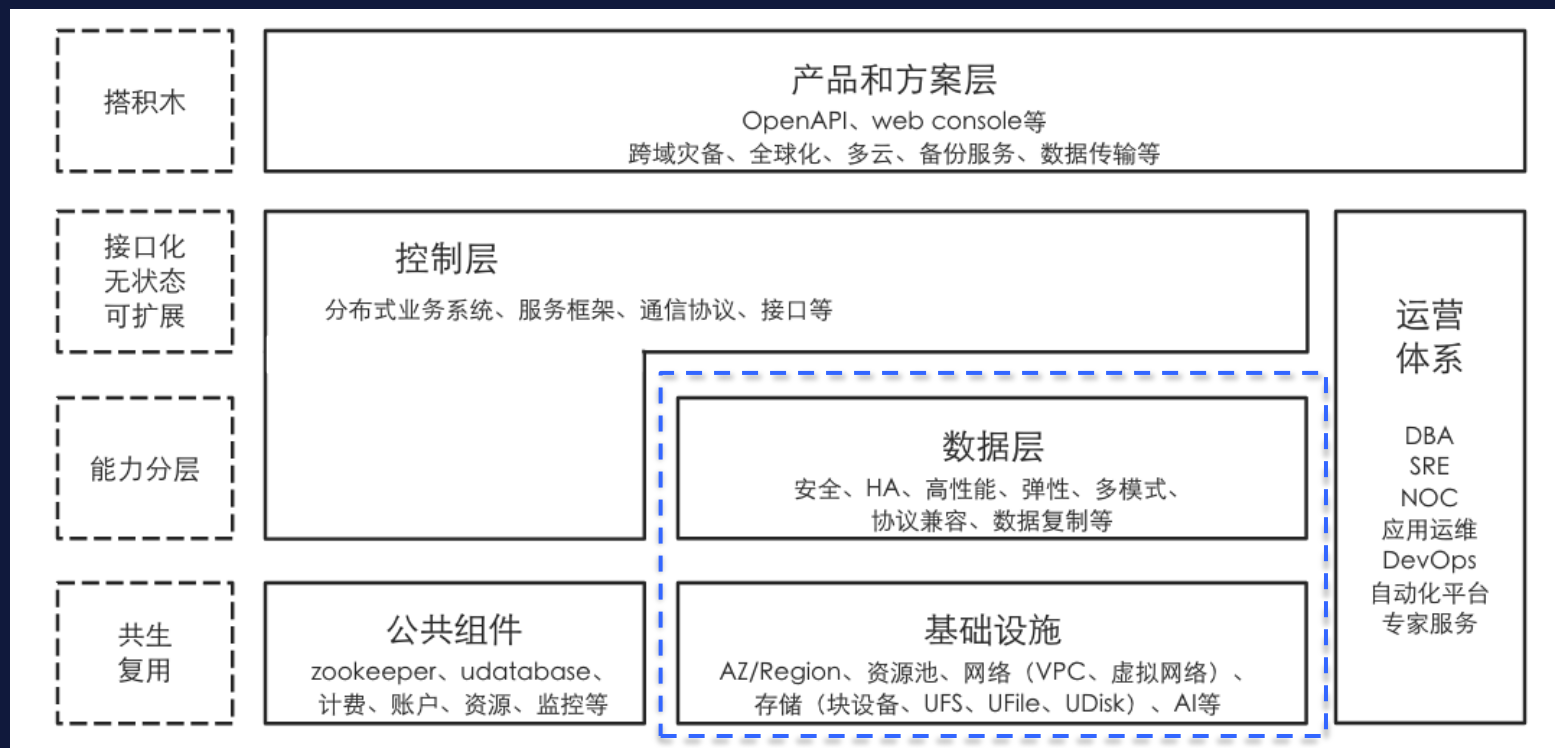 搭积木
产品和方案层
OpenAPI、web console等
跨域灾备、全球化、多云、备份服务、数据传输等
接口化
无状态
可扩展
控制层
分布式业务系统、服务框架、通信协议、接口等
能力分层
数据层
安全、HA、高性能、弹性、多模式、
协议兼容、数据复制等
共生
复用
公共组件
zookeeper、udatabase、
计费、账户、资源、监控等
基础设施
AZ/Region、资源池、网络（VPC、虚拟网络）、
存储（块设备、UFS、UFile、UDisk）、AI等
运营
体系
DBA
SRE
NOC
应用运维
DevOps
自动化平台
专家服务